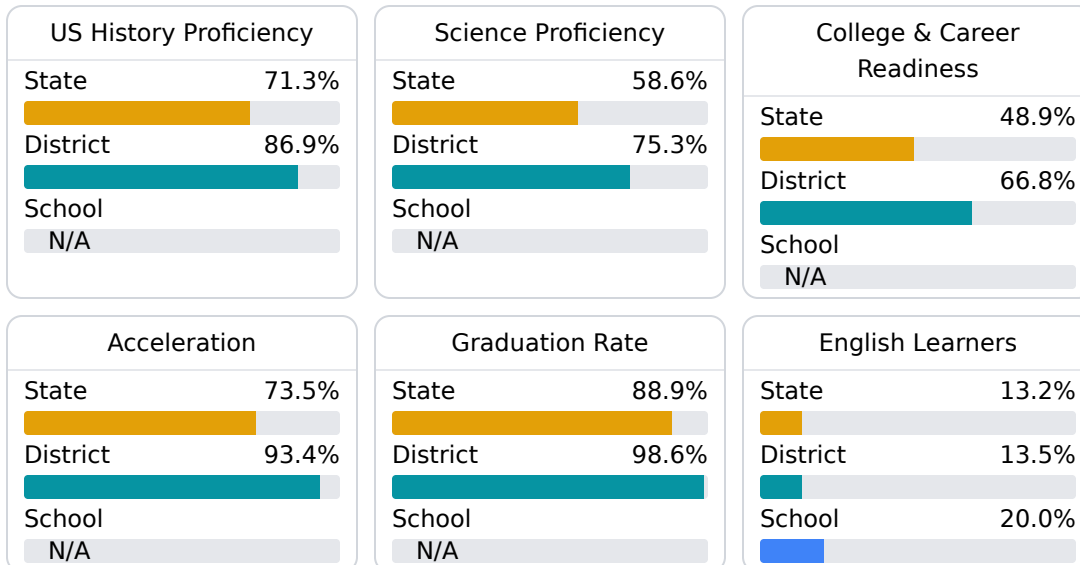 US History Proficiency
State 71.3%
District 86.9%
School
N/A
Science Proficiency
State 58.6%
District 75.3%
School
N/A
College & Career
Readiness
State 48.9%
District 66.8%
School
N/A
Acceleration
State 73.5%
District 93.4%
School
N/A
Graduation Rate
State 88.9%
District 98.6%
School
N/A
English Learners
State 13.2%
District 13.5%
School 20.0%